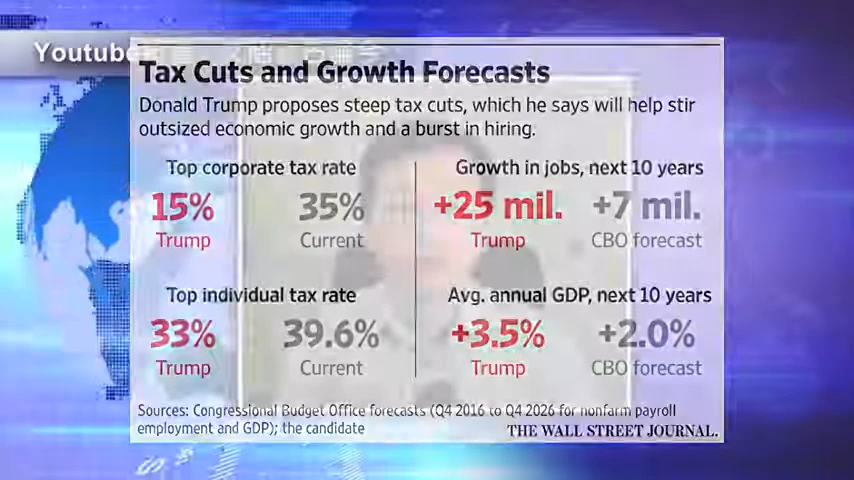 Youtube
Tax Cuts and Growth Forecasts
Donald Trump proposes steep tax cuts, which he says will help stir
outsized economic growth and a burst in hiring.
Top corporate tax rate
15% 35%
Trump Current
Growth in jobs, next 10 years
+25 mil. +7 mil.
Trump CBO forecast
Top individual tax rate
33% 39.6%
Trump Current
Avg. annual GDP, next 10 years
+3.5% +2.0%
Trump CBO forecast
Sources: Congressional Budget Office forecasts (Q4 2016 to Q4 2026 for nonfarm payroll
employment and GDP); the candidate
THE WALL STREET JOURNAL.